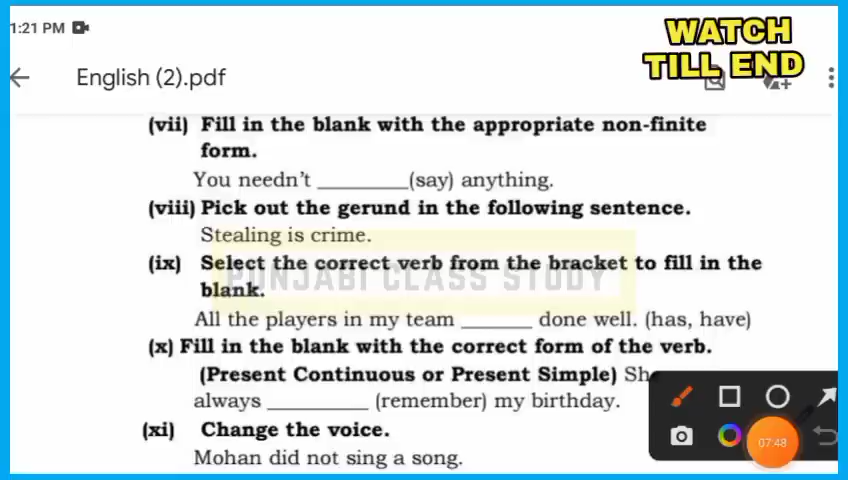 1:21 PM
WATCH
TILL END
English (2).pdf
(vii) Fill in the blank with the appropriate non-finite
form.
You needn't ________(say) anything.
(viii) Pick out the gerund in the following sentence.
Stealing is crime.
(ix) Select the correct verb from the bracket to fill in the
blank.
PUNJABI CLASS STUDY
All the players in my team _______ done well. (has, have)
(x) Fill in the blank with the correct form of the verb.
(Present Continuous or Present Simple) She
always __________ (remember) my birthday.
(xi) Change the voice.
Mohan did not sing a song.
07:48